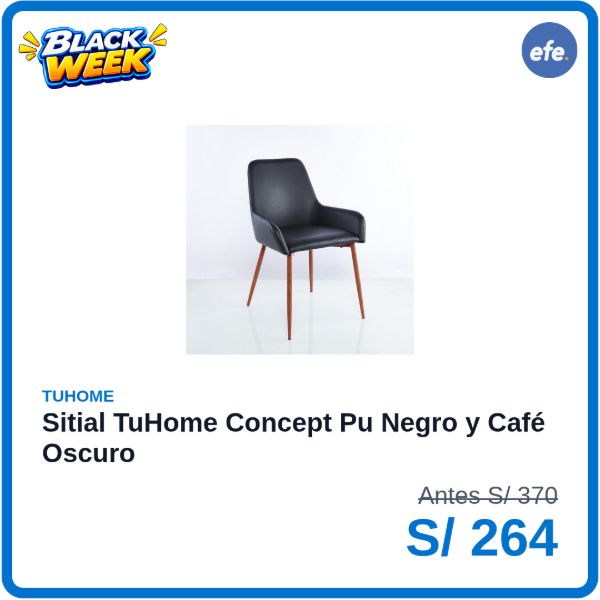 BLACK
WEEK
efe.
TUHOME
Sitial TuHome Concept Pu Negro y Café
Oscuro
Antes S/ 370
S/ 264